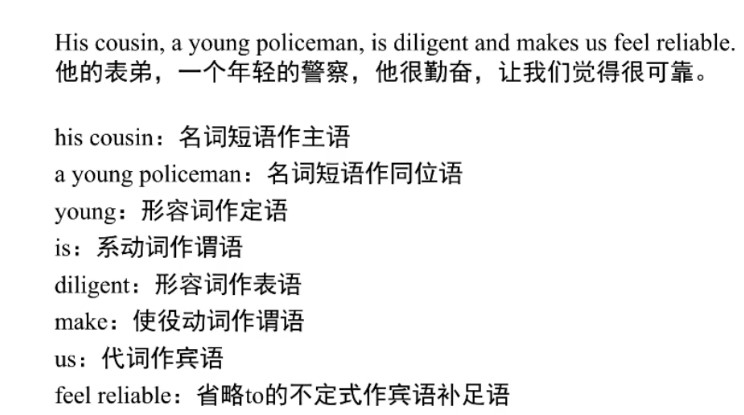 His cousin, a young policeman, is diligent and makes us feel reliable.
他的表弟，一个年轻的警察，他很勤奋，让我们觉得很可靠。
his cousin：名词短语作主语
a young policeman：名词短语作同位语
young：形容词作定语
is：系动词作谓语
diligent：形容词作表语
make：使役动词作谓语
us：代词作宾语
feel reliable：省略to的不定式作宾语补足语